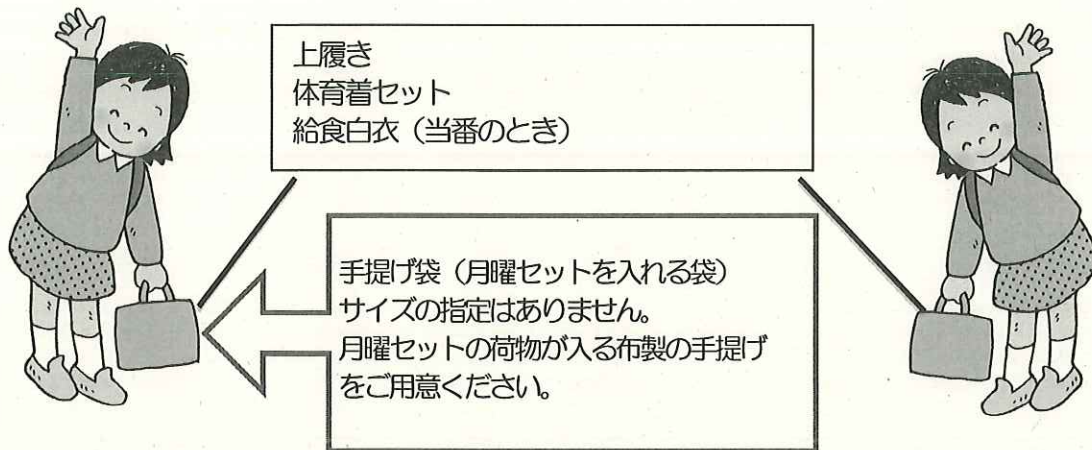 上履き
体育着セット
給食白衣（当番のとき）
手提げ袋（月曜セットを入れる袋）
サイズの指定はありません。
月曜セットの荷物が入る布製の手提げ
をご用意ください。